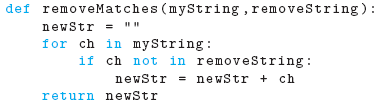 def removeMatches(myString,removeString):
    newStr = ""
    for ch in myString:
        if ch not in removeString:
            newStr = newStr + ch
    return newStr